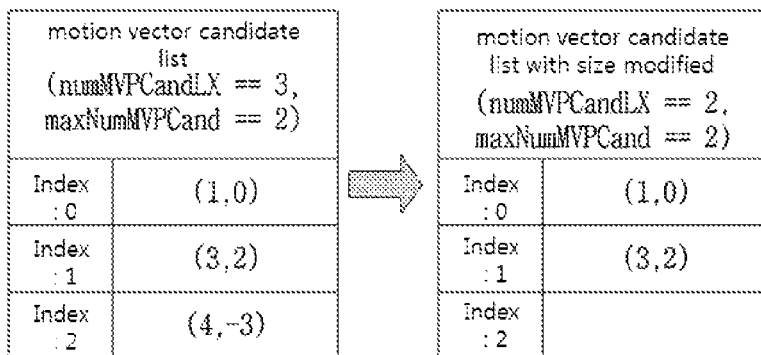 motion vector candidate
list
(numMVPCandLX == 3,
maxNumMVPCand == 2)
Index
: 0
(1,0)
Index
: 1
(3,2)
Index
: 2
(4,-3)
motion vector candidate
list with size modified
(numMVPCandLX == 2,
maxNumMVPCand == 2)
Index
: 0
(1,0)
Index
: 1
(3,2)
Index
: 2